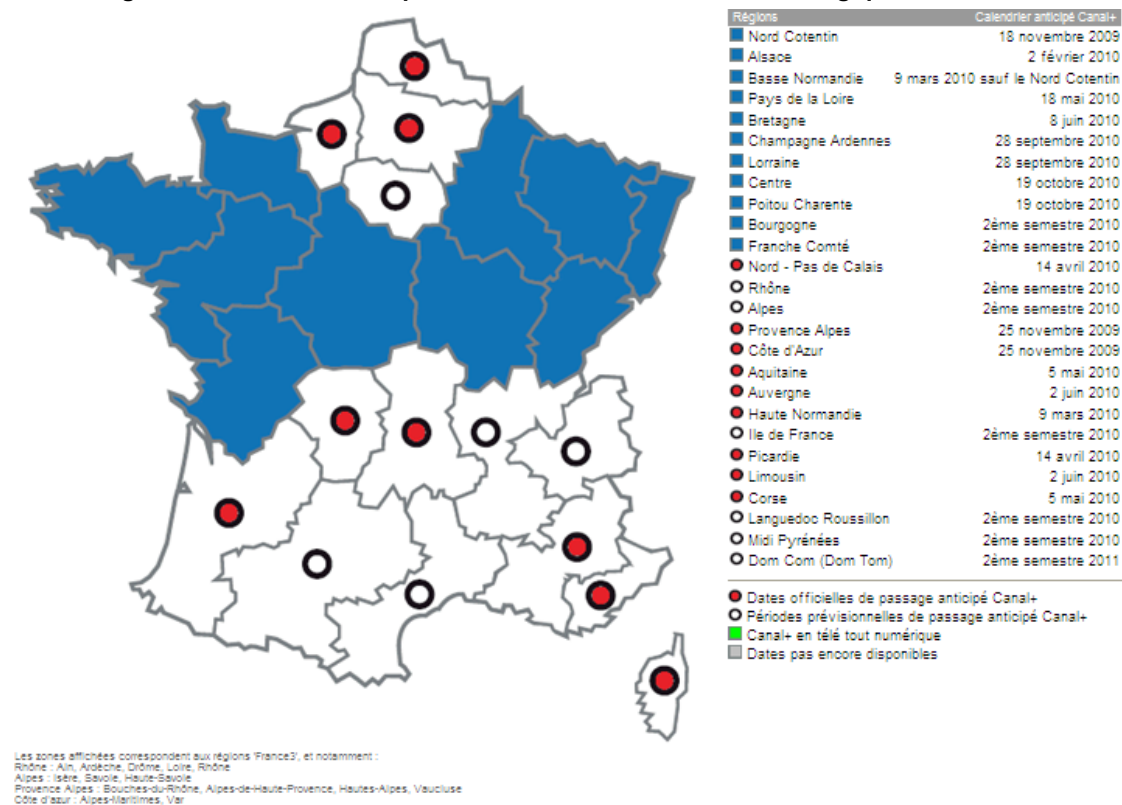 Régions Calendrier anticipé Canal+
Nord Cotentin 18 novembre 2009
Alsace 2 février 2010
Basse Normandie 9 mars 2010 sauf le Nord Cotentin
Pays de la Loire 18 mai 2010
Bretagne 8 juin 2010
Champagne Ardennes 28 septembre 2010
Lorraine 28 septembre 2010
Centre 19 octobre 2010
Poitou Charente 19 octobre 2010
Bourgogne 2ème semestre 2010
Franche Comté 2ème semestre 2010
Nord - Pas de Calais 14 avril 2010
Rhône 2ème semestre 2010
Alpes 2ème semestre 2010
Provence Alpes 25 novembre 2009
Côte d'Azur 25 novembre 2009
Aquitaine 5 mai 2010
Auvergne 2 juin 2010
Haute Normandie 9 mars 2010
Ile de France 2ème semestre 2010
Picardie 14 avril 2010
Limousin 2 juin 2010
Corse 5 mai 2010
Languedoc Roussillon 2ème semestre 2010
Midi Pyrénées 2ème semestre 2010
Dom Com (Dom Tom) 2ème semestre 2011
Dates officielles de passage anticipé Canal+
Périodes prévisionnelles de passage anticipé Canal+
Canal+ en télé tout numérique
Dates pas encore disponibles
Les zones affichées correspondent aux régions 'France3', et notamment :
Rhône : Ain, Ardèche, Drôme, Loire, Rhône
Alpes : Isère, Savoie, Haute-Savoie
Provence Alpes : Bouches-du-Rhône, Alpes-de-Haute-Provence, Hautes-Alpes, Vaucluse
Côte d'azur : Alpes-Maritimes, Var